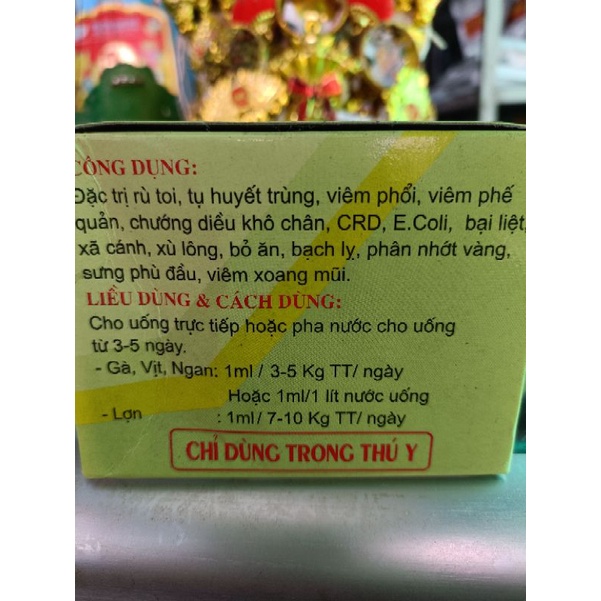 CÔNG DỤNG:
Đặc trị rù toi, tụ huyết trùng, viêm phổi, viêm phế
quản, chướng diều khô chân, CRD, E.Coli, bại liệt,
xã cánh, xù lông, bỏ ăn, bạch lỵ, phân nhớt vàng,
sưng phù đầu, viêm xoang mũi.
LIỀU DÙNG & CÁCH DÙNG:
Cho uống trực tiếp hoặc pha nước cho uống
từ 3-5 ngày.
- Gà, Vịt, Ngan: 1ml / 3-5 Kg TT/ ngày
Hoặc 1ml/1 lít nước uống
- Lợn : 1ml / 7-10 Kg TT/ ngày
CHỈ DÙNG TRONG THÚ Y